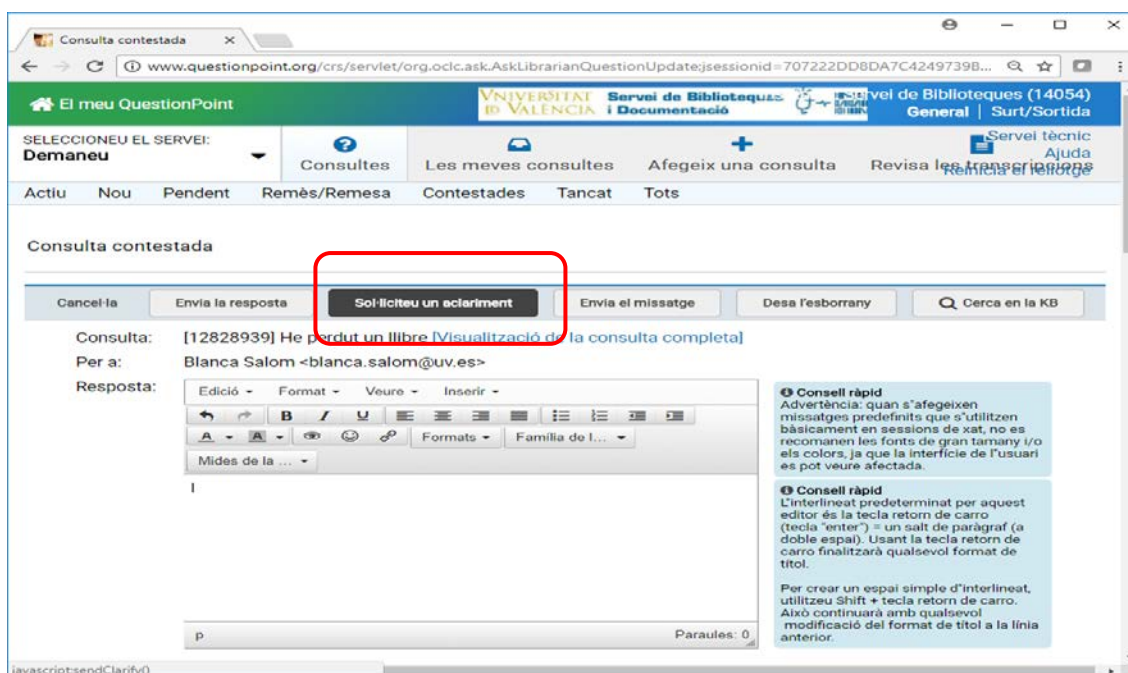 Consulta contestada
www.questionpoint.org/crs/servlet/org.oclc.ask.AskLibrarianQuestionUpdate;jsessionid=707222DD8DA7C4249739B...
El meu QuestionPoint
VNIVERSITAT ID VALÈNCIA Servei de Biblioteques i Documentació
vei de Biblioteques (14054)
General | Surt/Sortida
SELECCIONEU EL SERVEI:
Demaneu
Consultes Les meves consultes Afegeix una consulta Revisa les transcripcions
Servei tècnic
Ajuda
Reinicia el rellotge
Actiu Nou Pendent Remès/Remesa Contestades Tancat Tots
Consulta contestada
Cancel·la Envia la resposta Sol·liciteu un aclariment Envia el missatge Desa l'esborrany Cerca en la KB
Consulta: [12828939] He perdut un llibre [Visualització de la consulta completa]
Per a: Blanca Salom <blanca.salom@uv.es>
Resposta:
Edició Format Veure Inserir
B I U
A A Formats Família de l...
Mides de la ...
p Paraules: 0
Consell ràpid
Advertència: quan s"afegeixen
missatges predefinits que s"utilitzen
bàsicament en sessions de xat, no es
recomanen les fonts de gran tamany i/o
els colors, ja que la interfície de l"usuari
es pot veure afectada.
Consell ràpid
L"interlineat predeterminat per aquest
editor és la tecla retorn de carro
(tecla "enter") = un salt de paràgraf (a
doble espai). Usant la tecla retorn de
carro finalitzarà qualsevol format de
títol.
Per crear un espai simple d"interlineat,
utilitzeu Shift + tecla retorn de carro.
Això continuarà amb qualsevol
modificació del format de títol a la línia
anterior.
javascript:sendClarify()